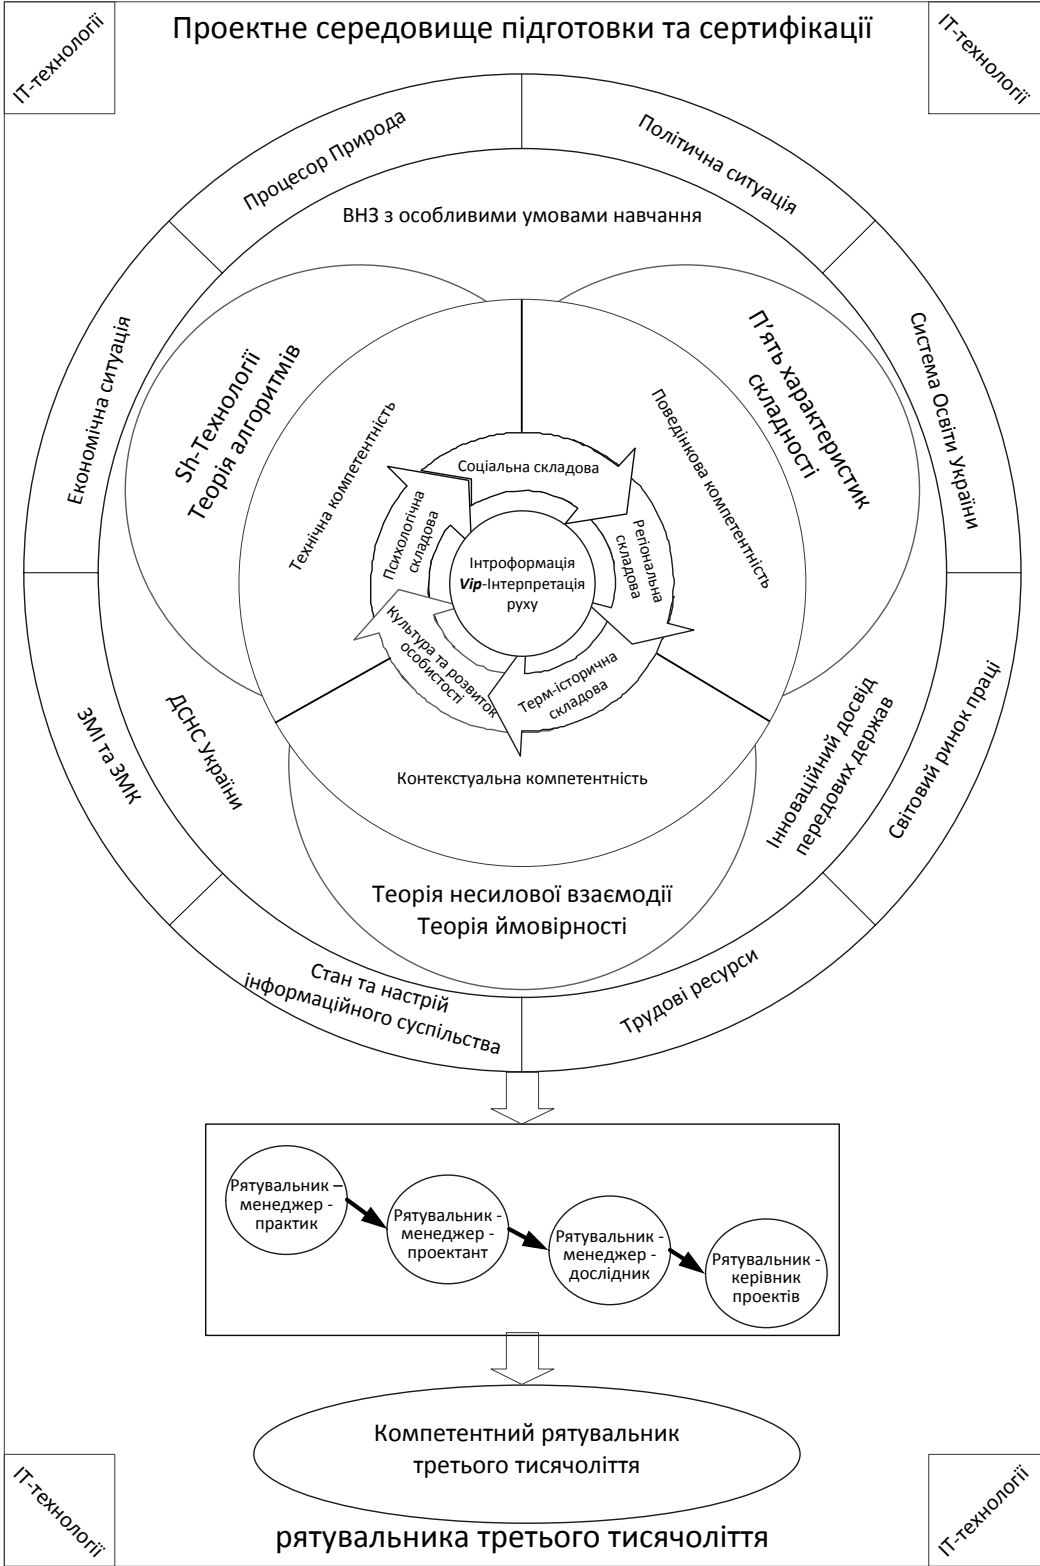 Проектне середовище підготовки та сертифікації
ІТ-технології
ІТ-технології
Процесор Природа
Політична ситуація
ВНЗ з особливими умовами навчання
Економічна ситуація
Система Освіти України
Sh-Технології
Теорія алгоритмів
П'ять характеристик
складності
Технічна компетентність
Поведінкова компетентність
Соціальна складова
Психологічна
складова
Регіональна
складова
Інтроформація
Vip-Інтерпретація
руху
Культура та розвиток
особистості
Терм-історична
складова
Контекстуальна компетентність
ЗМІ та ЗМК
ДСНС України
Інноваційний досвід
передових держав
Світовий ринок праці
Теорія несилової взаємодії
Теорія ймовірності
Стан та настрій
інформаційного суспільства
Трудові ресурси
Рятувальник –
менеджер -
практик
Рятувальник -
менеджер -
проектант
Рятувальник -
менеджер -
дослідник
Рятувальник -
керівник
проектів
Компетентний рятувальник
третього тисячоліття
ІТ-технології
ІТ-технології
рятувальника третього тисячоліття